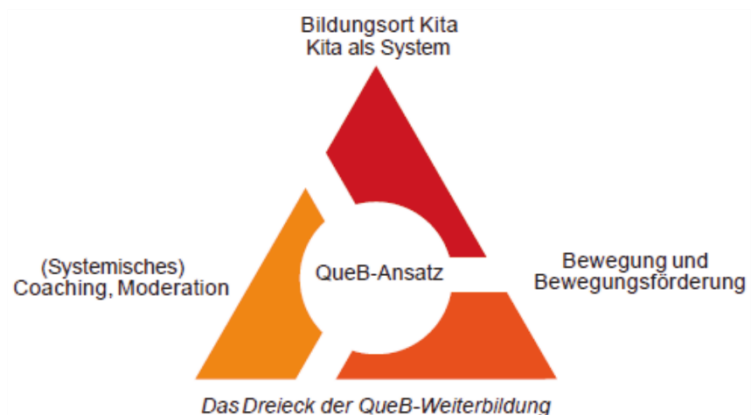 Bildungsort Kita
Kita als System
(Systemisches)
Coaching, Moderation
QueB-Ansatz
Bewegung und
Bewegungsförderung
Das Dreieck der QueB-Weiterbildung